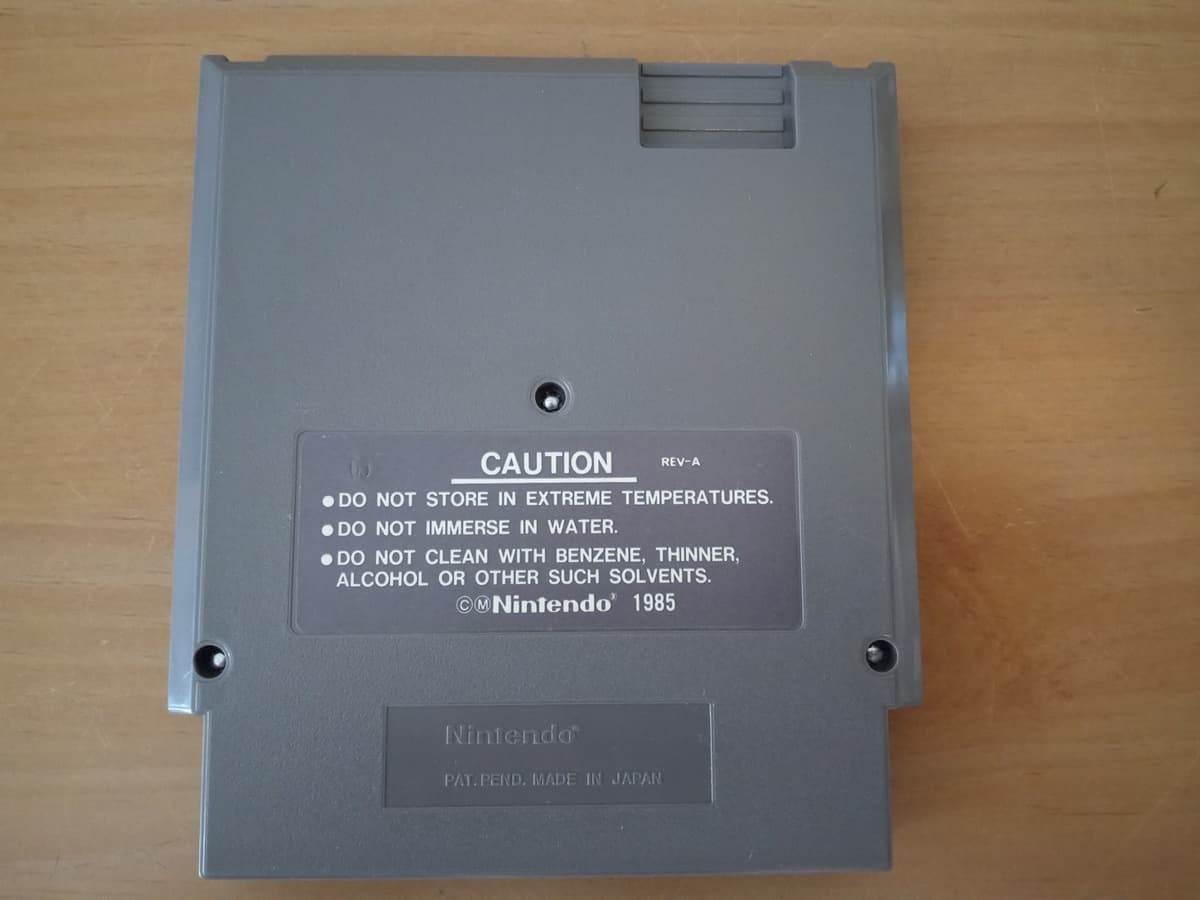 CAUTION REV-A
●DO NOT STORE IN EXTREME TEMPERATURES.
●DO NOT IMMERSE IN WATER.
●DO NOT CLEAN WITH BENZENE, THINNER,
ALCOHOL OR OTHER SUCH SOLVENTS.
©ⓂNintendo® 1985
Nintendo®
PAT. PEND. MADE IN JAPAN